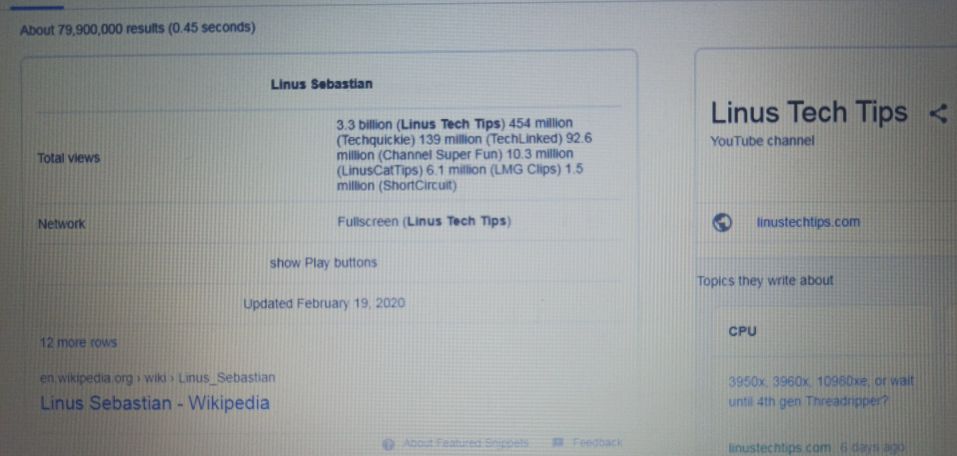 About 79,900,000 results (0.45 seconds)
Linus Sebastian
Total views
3.3 billion (Linus Tech Tips) 454 million
(Techquickie) 139 million (TechLinked) 92.6
million (Channel Super Fun) 10.3 million
(LinusCatTips) 6.1 million (LMG Clips) 1.5
million (ShortCircuit)
Network
Fullscreen (Linus Tech Tips)
show Play buttons
Updated February 19, 2020
12 more rows
en.wikipedia.org › wiki › Linus_Sebastian
Linus Sebastian - Wikipedia
About Featured Snippets
Feedback
Linus Tech Tips
YouTube channel
linustechtips.com
Topics they write about
CPU
3950x, 3960x, 10980xe, or wait
until 4th gen Threadripper?
linustechtips.com 6 days ago